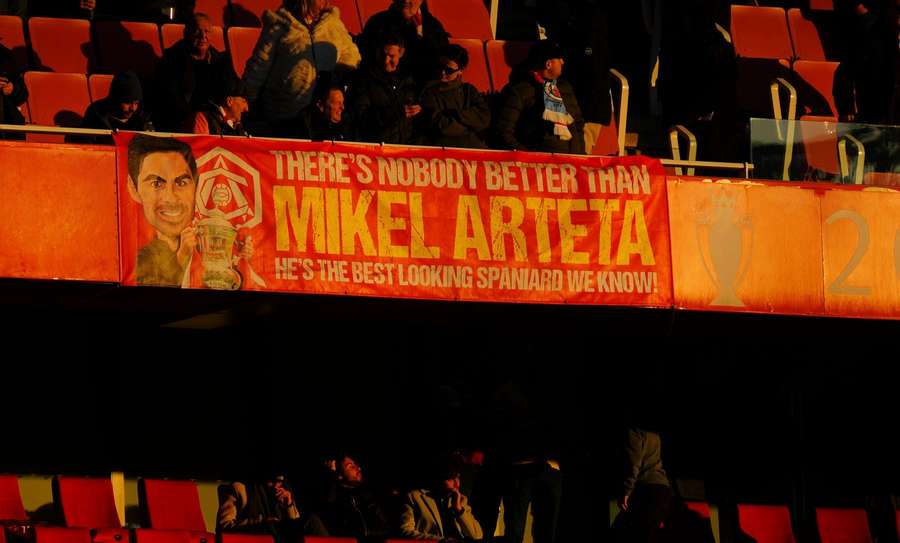 THERE'S NOBODY BETTER THAN
MIKEL ARTETA
HE'S THE BEST LOOKING SPANIARD WE KNOW!